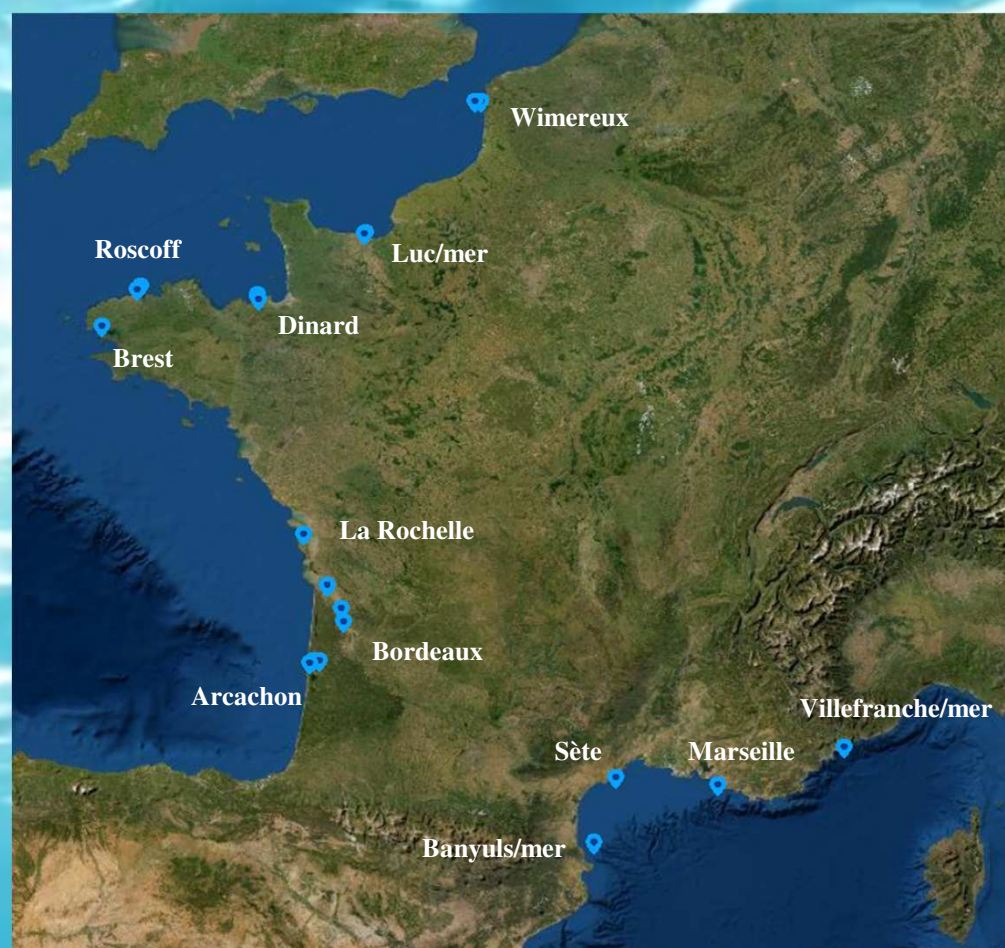 Wimereux
Roscoff
Luc/mer
Dinard
Brest
La Rochelle
Bordeaux
Arcachon
Villefranche/mer
Sète
Marseille
Banyuls/mer